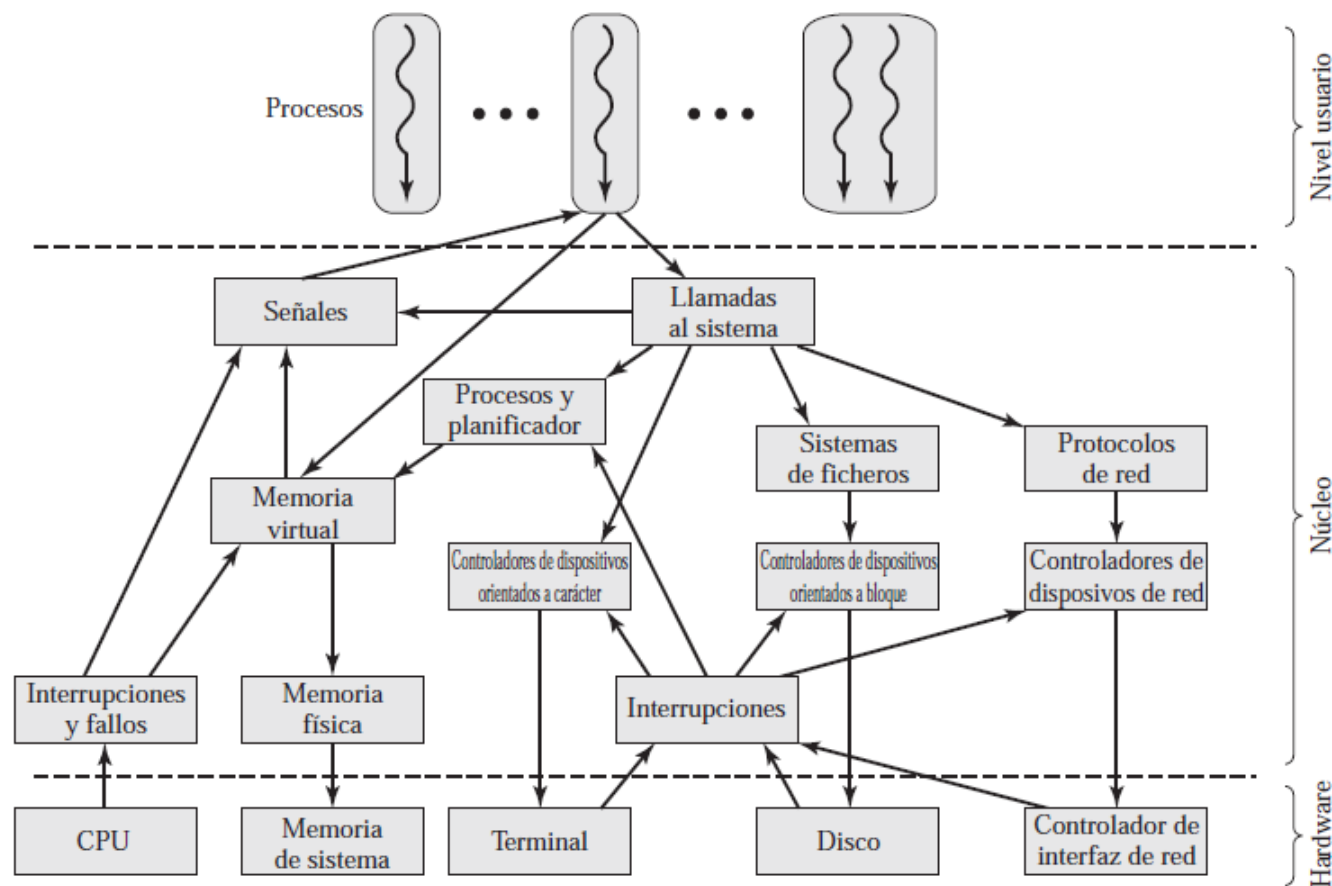 Procesos
Nivel usuario
Señales
Llamadas
al sistema
Procesos y
planificador
Sistemas
de ficheros
Protocolos
de red
Memoria
virtual
Núcleo
Controladores de dispositivos
orientados a carácter
Controladores de dispositivos
orientados a bloque
Controladores de
disposivos de red
Interrupciones
y fallos
Memoria
física
Interrupciones
CPU
Memoria
de sistema
Terminal
Disco
Controlador de
interfaz de red
Hardware